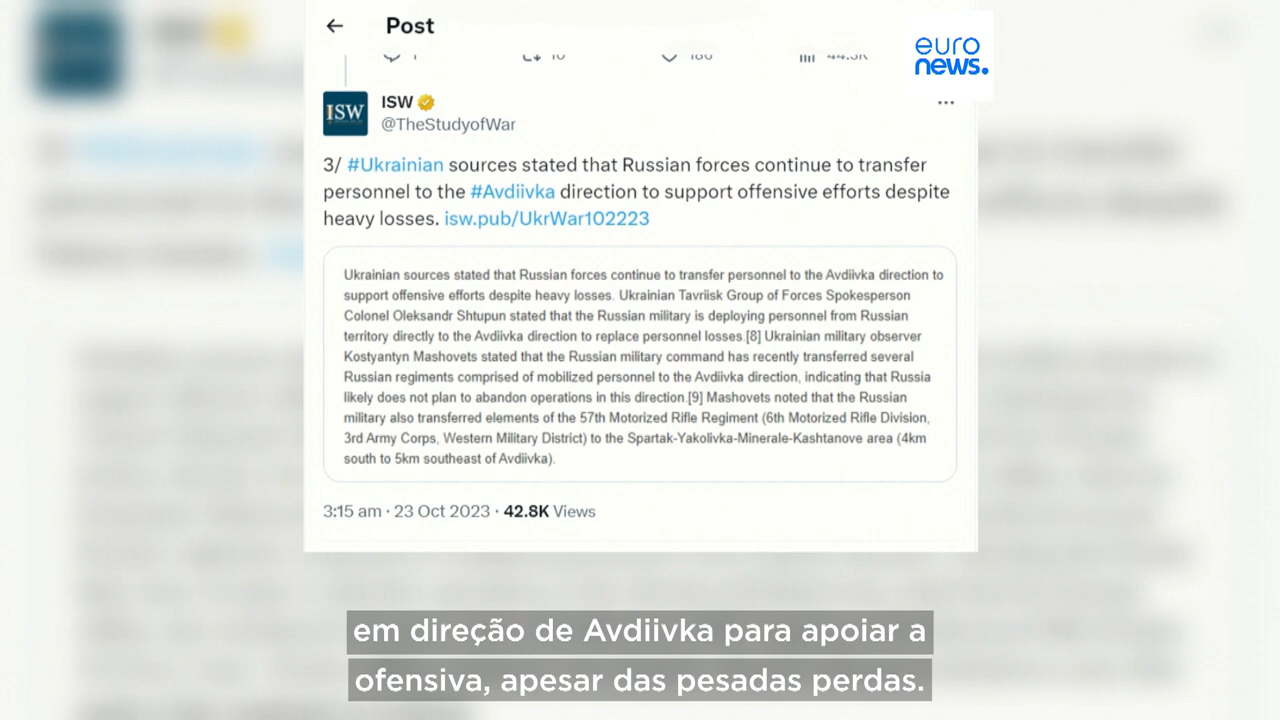 Post
euro
news.
ISW
ISW
@TheStudyofWar
3/ #Ukrainian sources stated that Russian forces continue to transfer
personnel to the #Avdiivka direction to support offensive efforts despite
heavy losses. isw.pub/UkrWar102223
Ukrainian sources stated that Russian forces continue to transfer personnel to the Avdiivka direction to
support offensive efforts despite heavy losses. Ukrainian Tavriisk Group of Forces Spokesperson
Colonel Oleksandr Shtupun stated that the Russian military is deploying personnel from Russian
territory directly to the Avdiivka direction to replace personnel losses.[8] Ukrainian military observer
Kostyantyn Mashovets stated that the Russian military command has recently transferred several
Russian regiments comprised of mobilized personnel to the Avdiivka direction, indicating that Russia
likely does not plan to abandon operations in this direction.[9] Mashovets noted that the Russian
military also transferred elements of the 57th Motorized Rifle Regiment (6th Motorized Rifle Division,
3rd Army Corps, Western Military District) to the Spartak-Yakolivka-Minerale-Kashtanove area (4km
south to 5km southeast of Avdiivka).
3:15 am · 23 Oct 2023 · 42.8K Views
em direção de Avdiivka para apoiar a
ofensiva, apesar das pesadas perdas.